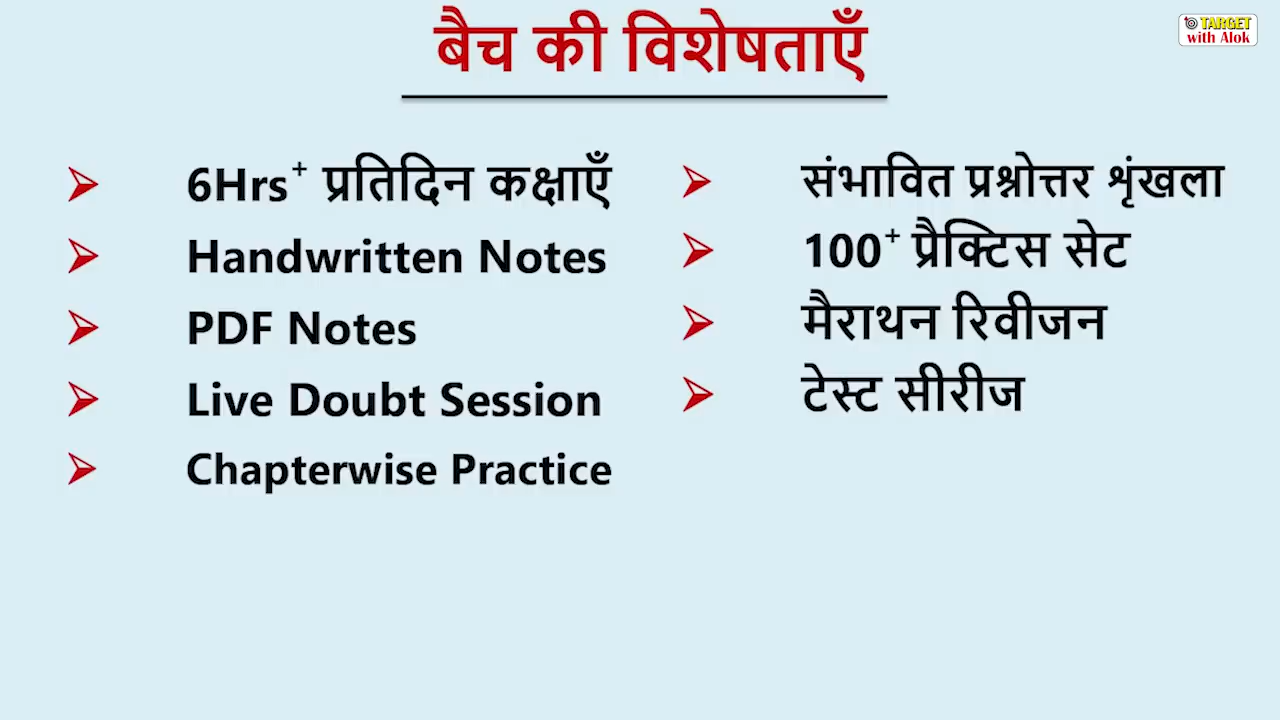 बैच की विशेषताएँ
TARGET
with Alok
6Hrs⁺ प्रतिदिन कक्षाएँ
Handwritten Notes
PDF Notes
Live Doubt Session
Chapterwise Practice
संभावित प्रश्नोत्तर शृंखला
100⁺ प्रैक्टिस सेट
मैराथन रिवीजन
टेस्ट सीरीज